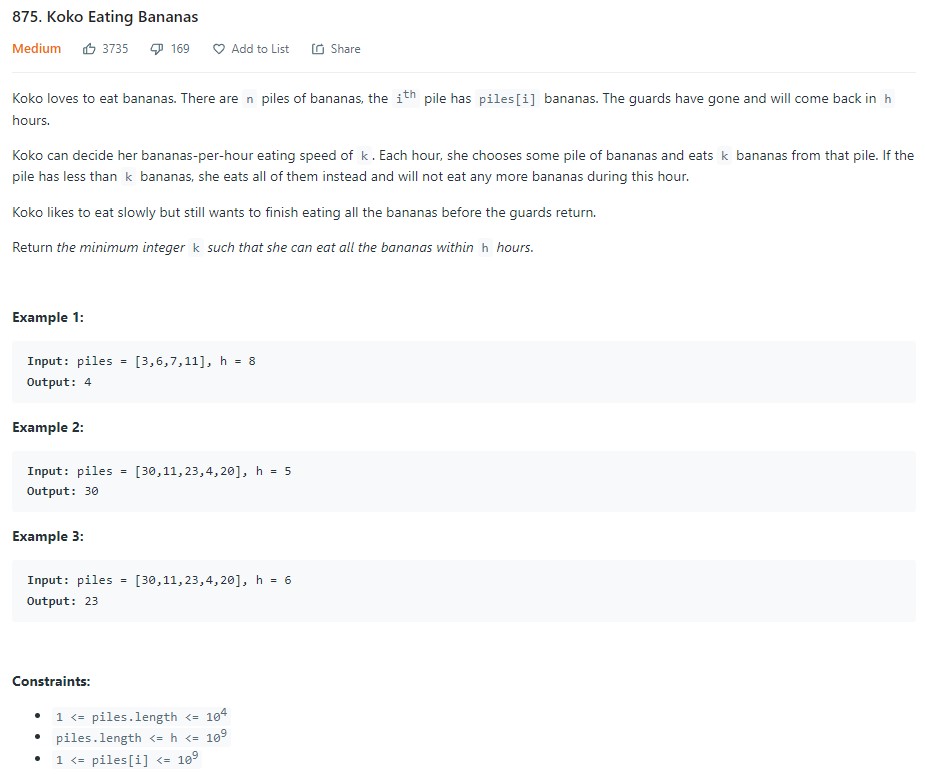 875. Koko Eating Bananas
Medium 3735 169 Add to List Share
Koko loves to eat bananas. There are n piles of bananas, the ith pile has piles[i] bananas. The guards have gone and will come back in h
hours.
Koko can decide her bananas-per-hour eating speed of k. Each hour, she chooses some pile of bananas and eats k bananas from that pile. If the
pile has less than k bananas, she eats all of them instead and will not eat any more bananas during this hour.
Koko likes to eat slowly but still wants to finish eating all the bananas before the guards return.
Return the minimum integer k such that she can eat all the bananas within h hours.
Example 1:
Input: piles = [3,6,7,11], h = 8
Output: 4
Example 2:
Input: piles = [30,11,23,4,20], h = 5
Output: 30
Example 3:
Input: piles = [30,11,23,4,20], h = 6
Output: 23
Constraints:
• 1 <= piles.length <= 10⁴
• piles.length <= h <= 10⁹
• 1 <= piles[i] <= 10⁹